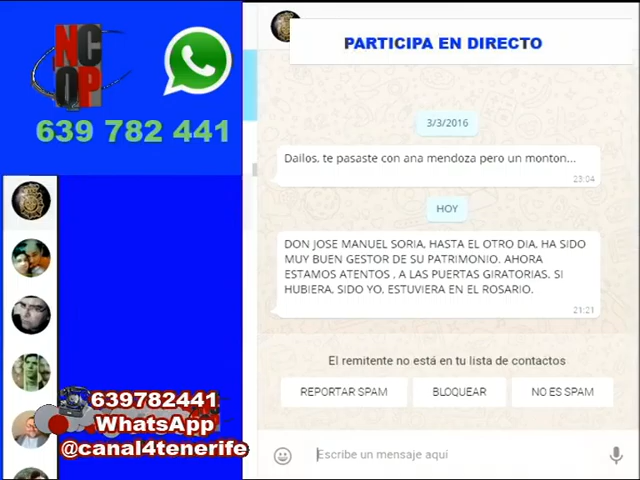 NC
OP
639 782 441
PARTICIPA EN DIRECTO
3/3/2016
Dailos, te pasaste con ana mendoza pero un monton...
23:04
HOY
DON JOSE MANUEL SORIA, HASTA EL OTRO DIA, HA SIDO
MUY BUEN GESTOR DE SU PATRIMONIO. AHORA
ESTAMOS ATENTOS , A LAS PUERTAS GIRATORIAS. SI
HUBIERA, SIDO YO, ESTUVIERA EN EL ROSARIO.
21:21
El remitente no está en tu lista de contactos
REPORTAR SPAM
BLOQUEAR
NO ES SPAM
639782441
WhatsApp
@canal4tenerife
Escribe un mensaje aquí